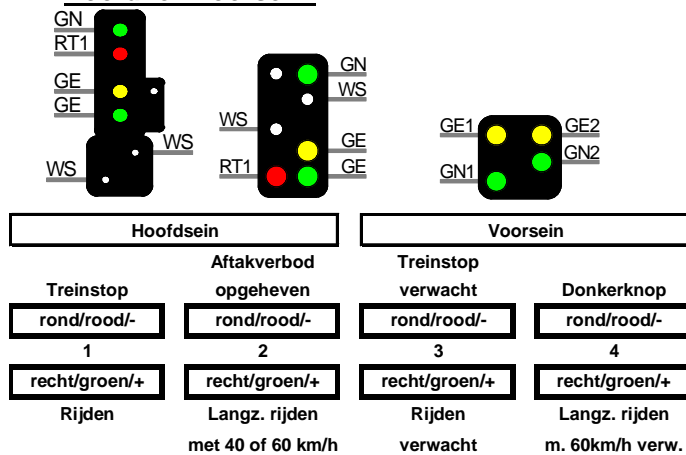 GN
RT1
GE
GE
WS
WS
GN
WS
WS
GE
RT1
GE
GE1
GE2
GN2
GN1
Hoofdsein
Voorsein
Aftakverbod
Treinstop
Treinstop
opgeheven
verwacht
Donkerknop
rond/rood/-
rond/rood/-
rond/rood/-
rond/rood/-
1
2
3
4
recht/groen/+
recht/groen/+
recht/groen/+
recht/groen/+
Rijden
Langz. rijden
Rijden
Langz. rijden
met 40 of 60 km/h
verwacht
m. 60km/h verw.